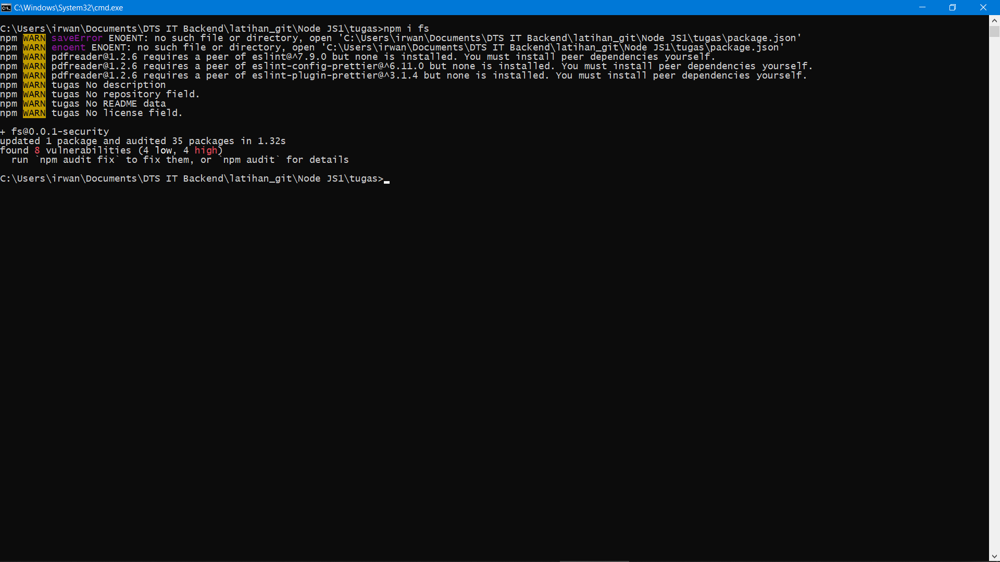 C:\Windows\System32\cmd.exe
C:\Users\irwan\Documents\DTS IT Backend\latihan_git\Node JS1\tugas>npm i fs
npm WARN saveError ENOENT: no such file or directory, open 'C:\Users\irwan\Documents\DTS IT Backend\latihan_git\Node JS1\tugas\package.json'
npm WARN enoent ENOENT: no such file or directory, open 'C:\Users\irwan\Documents\DTS IT Backend\latihan_git\Node JS1\tugas\package.json'
npm WARN pdfreader@1.2.6 requires a peer of eslint@^7.9.0 but none is installed. You must install peer dependencies yourself.
npm WARN pdfreader@1.2.6 requires a peer of eslint-config-prettier@^6.11.0 but none is installed. You must install peer dependencies yourself.
npm WARN pdfreader@1.2.6 requires a peer of eslint-plugin-prettier@^3.1.4 but none is installed. You must install peer dependencies yourself.
npm WARN tugas No description
npm WARN tugas No repository field.
npm WARN tugas No README data
npm WARN tugas No license field.
+ fs@0.0.1-security
updated 1 package and audited 35 packages in 1.32s
found 8 vulnerabilities (4 low, 4 high)
run `npm audit fix` to fix them, or `npm audit` for details
C:\Users\irwan\Documents\DTS IT Backend\latihan_git\Node JS1\tugas>